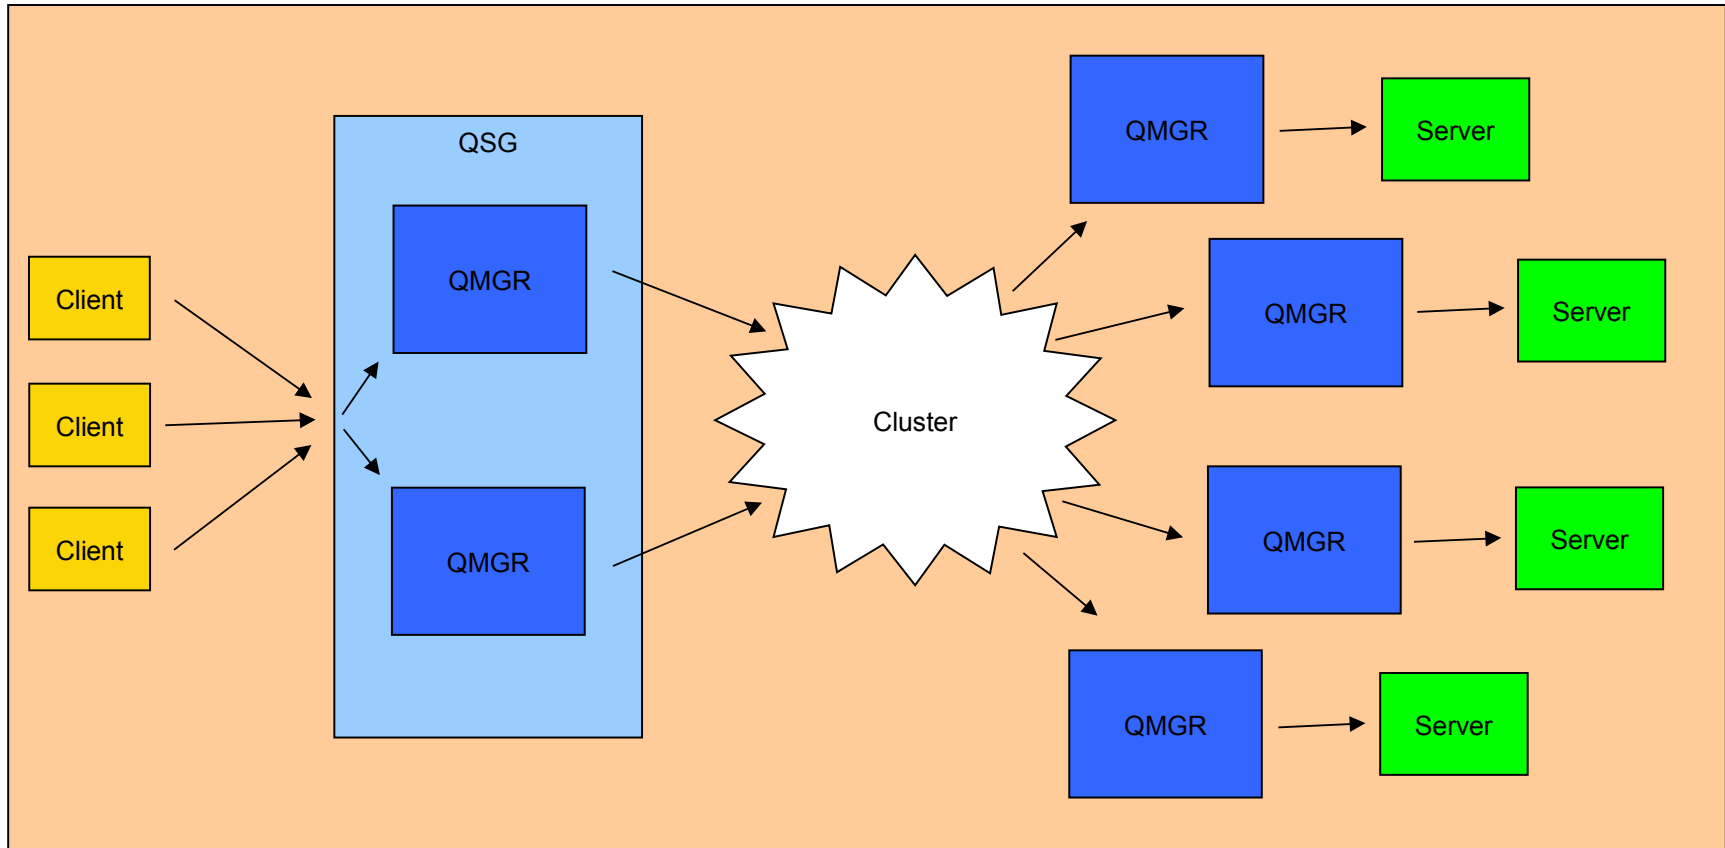 QSG
Client
Client
Client
QMGR
QMGR
Cluster
QMGR
Server
QMGR
Server
QMGR
Server
QMGR
Server